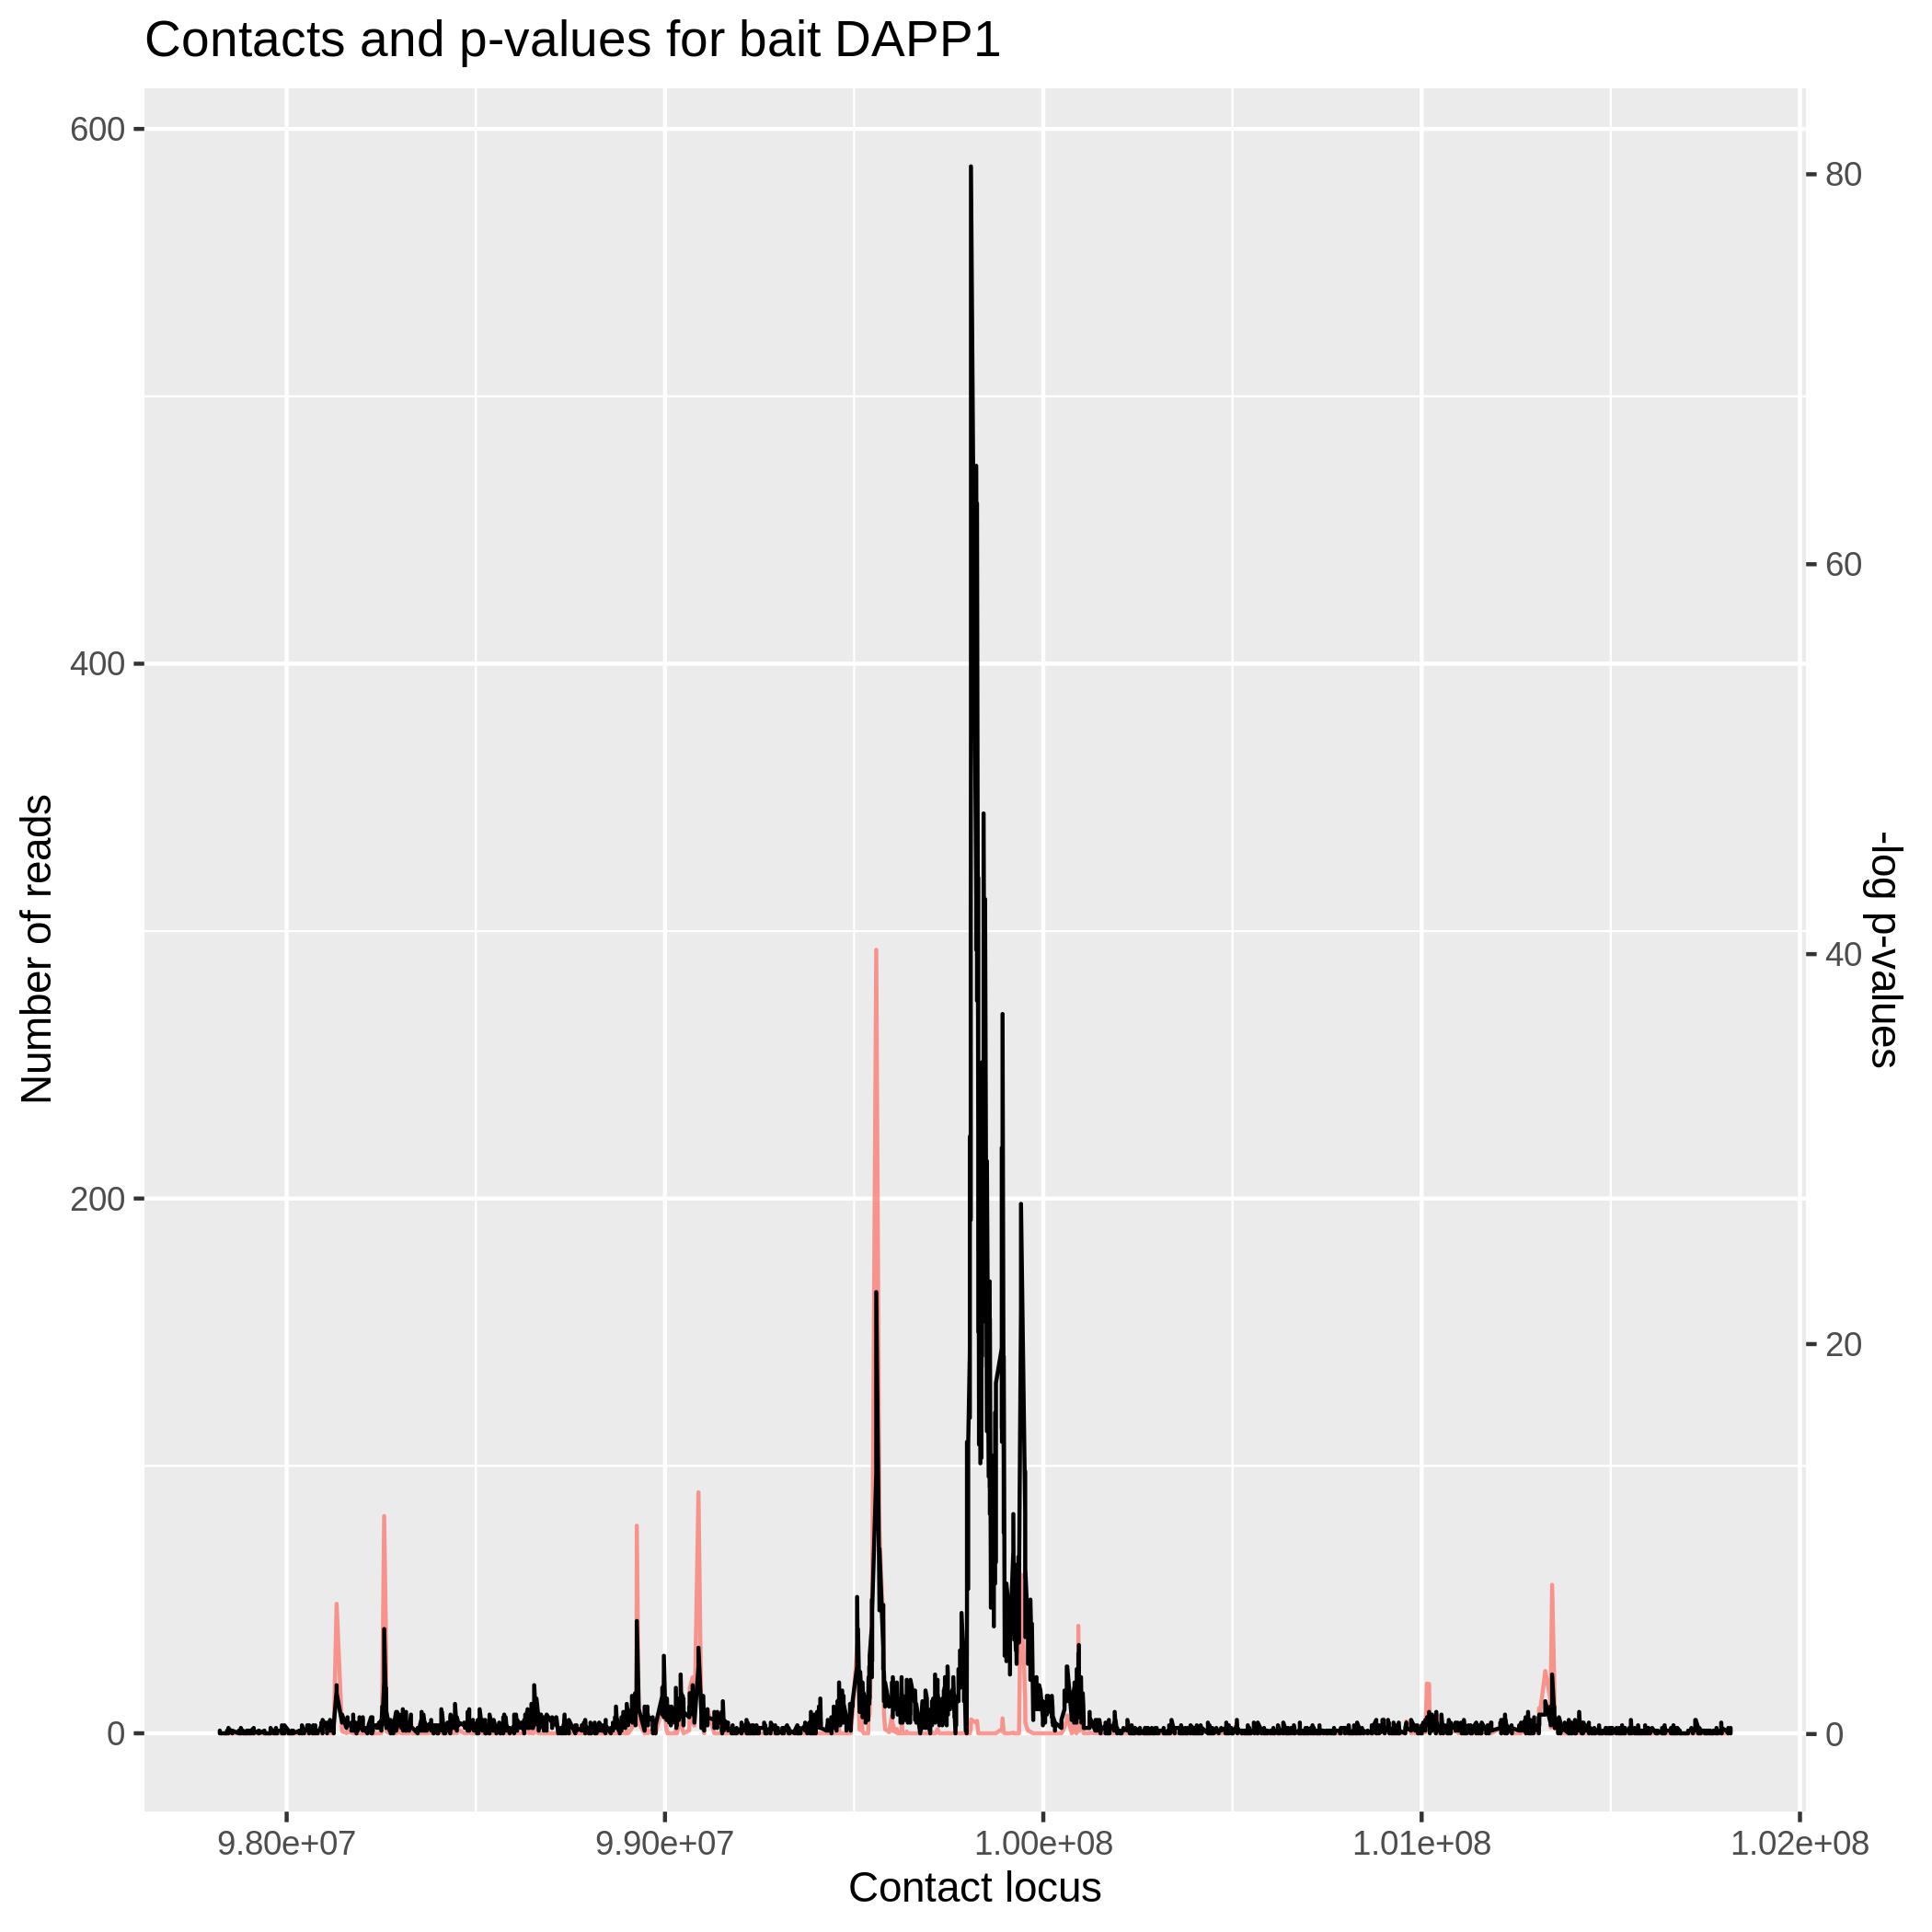 Contacts and p-values for bait DAPP1
600
400
200
0
Number of reads
80
60
40
20
0
-log p-values
9.80e+07
9.90e+07
1.00e+08
1.01e+08
1.02e+08
Contact locus